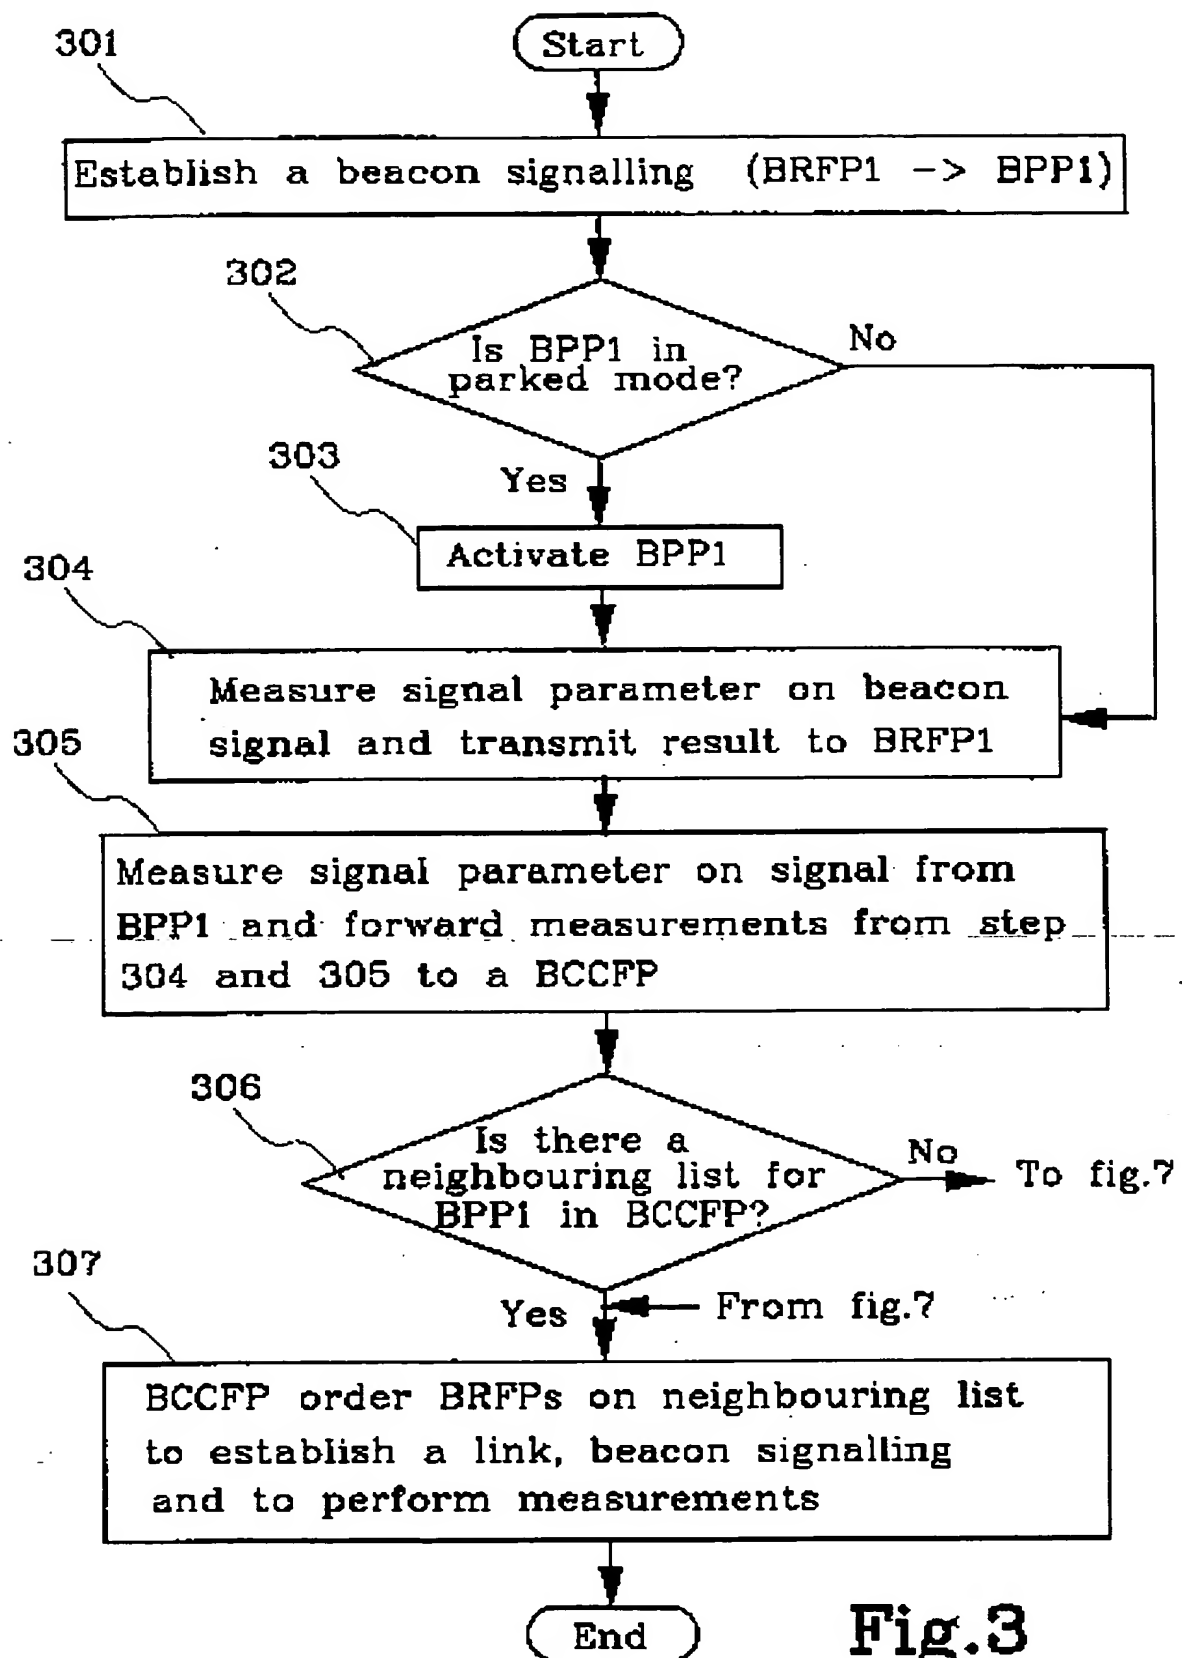 Start
301
Establish a beacon signalling (BRFP1 -> BPP1)
302
Is BPP1 in
parked mode?
No
303
Yes
Activate BPP1
304
Measure signal parameter on beacon
signal and transmit result to BRFP1
305
Measure signal parameter on signal from
BPP1 and forward measurements from step
304 and 305 to a BCCFP
306
Is there a
neighbouring list for
BPP1 in BCCFP?
No
To fig.7
307
Yes
From fig.7
BCCFP order BRFPs on neighbouring list
to establish a link, beacon signalling
and to perform measurements
End
Fig.3